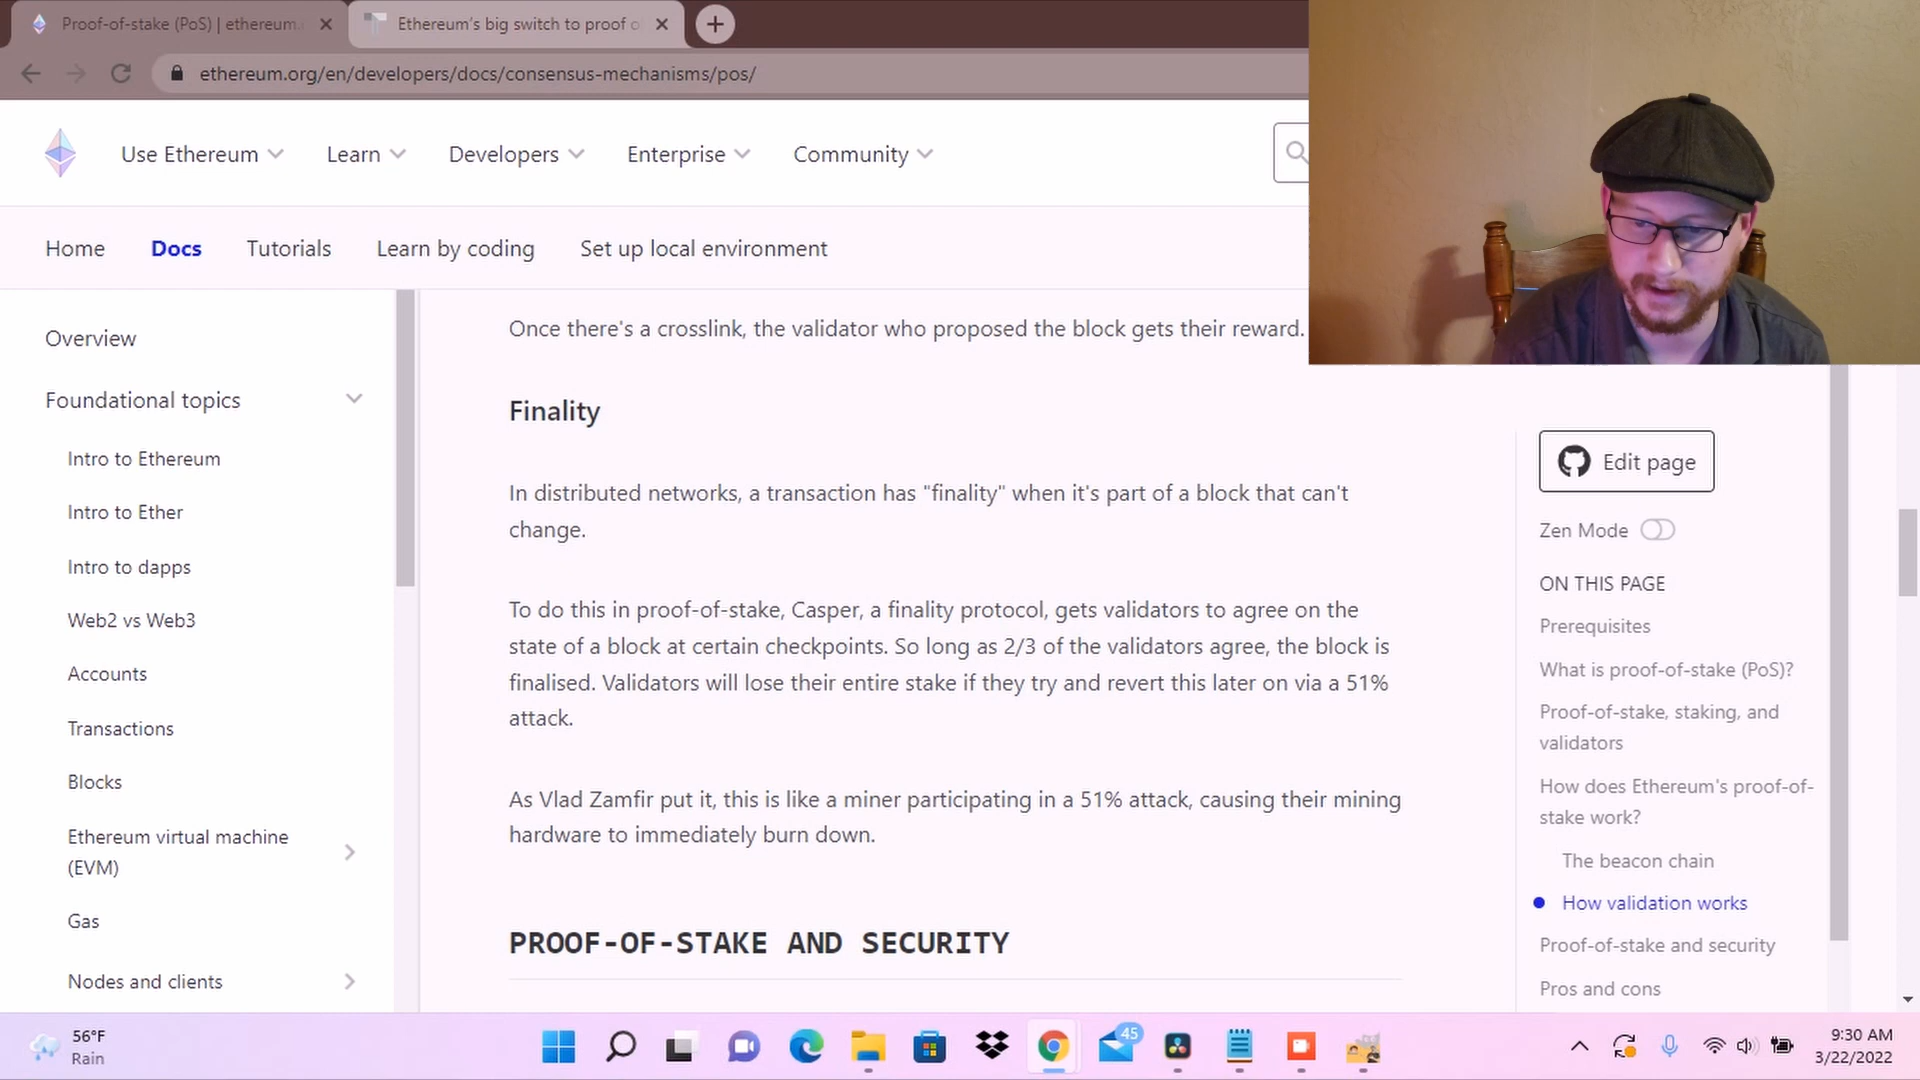 Proof-of-stake (PoS) | ethereum.
Ethereum's big switch to proof o
ethereum.org/en/developers/docs/consensus-mechanisms/pos/
Use Ethereum
Learn
Developers
Enterprise
Community
Home
Docs
Tutorials
Learn by coding
Set up local environment
Overview
Foundational topics
Intro to Ethereum
Intro to Ether
Intro to dapps
Web2 vs Web3
Accounts
Transactions
Blocks
Ethereum virtual machine
(EVM)
Gas
Nodes and clients
Once there's a crosslink, the validator who proposed the block gets their reward.
Finality
In distributed networks, a transaction has "finality" when it's part of a block that can't
change.
To do this in proof-of-stake, Casper, a finality protocol, gets validators to agree on the
state of a block at certain checkpoints. So long as 2/3 of the validators agree, the block is
finalised. Validators will lose their entire stake if they try and revert this later on via a 51%
attack.
As Vlad Zamfir put it, this is like a miner participating in a 51% attack, causing their mining
hardware to immediately burn down.
PROOF-OF-STAKE AND SECURITY
Edit page
Zen Mode
ON THIS PAGE
Prerequisites
What is proof-of-stake (PoS)?
Proof-of-stake, staking, and
validators
How does Ethereum's proof-of-
stake work?
The beacon chain
How validation works
Proof-of-stake and security
Pros and cons
56°F
Rain
45
9:30 AM
3/22/2022